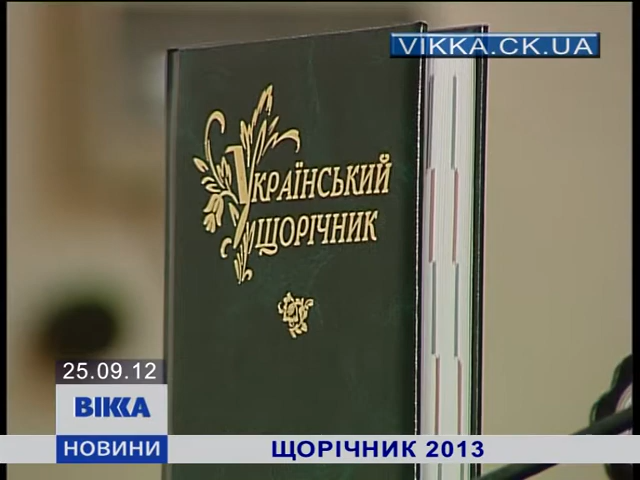 VIKKA.CK.UA
Український
щорічник
25.09.12
ВІККА
НОВИНИ
ЩОРІЧНИК 2013